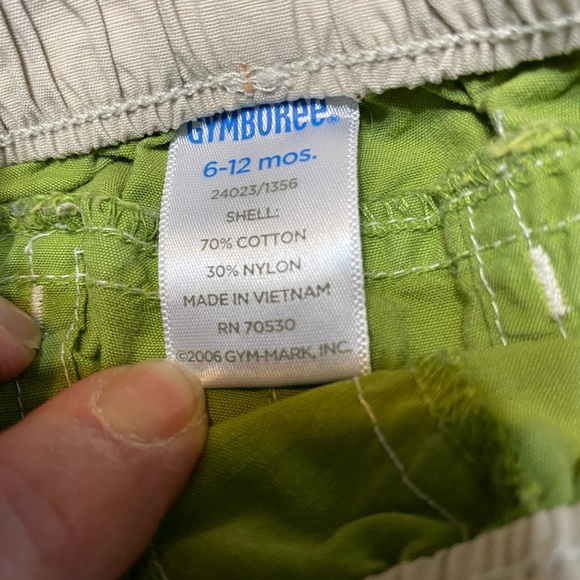 GYMBOREE
6-12 mos.
24023/1356
SHELL:
70% COTTON
30% NYLON
MADE IN VIETNAM
RN 70530
©2006 GYM-MARK, INC.